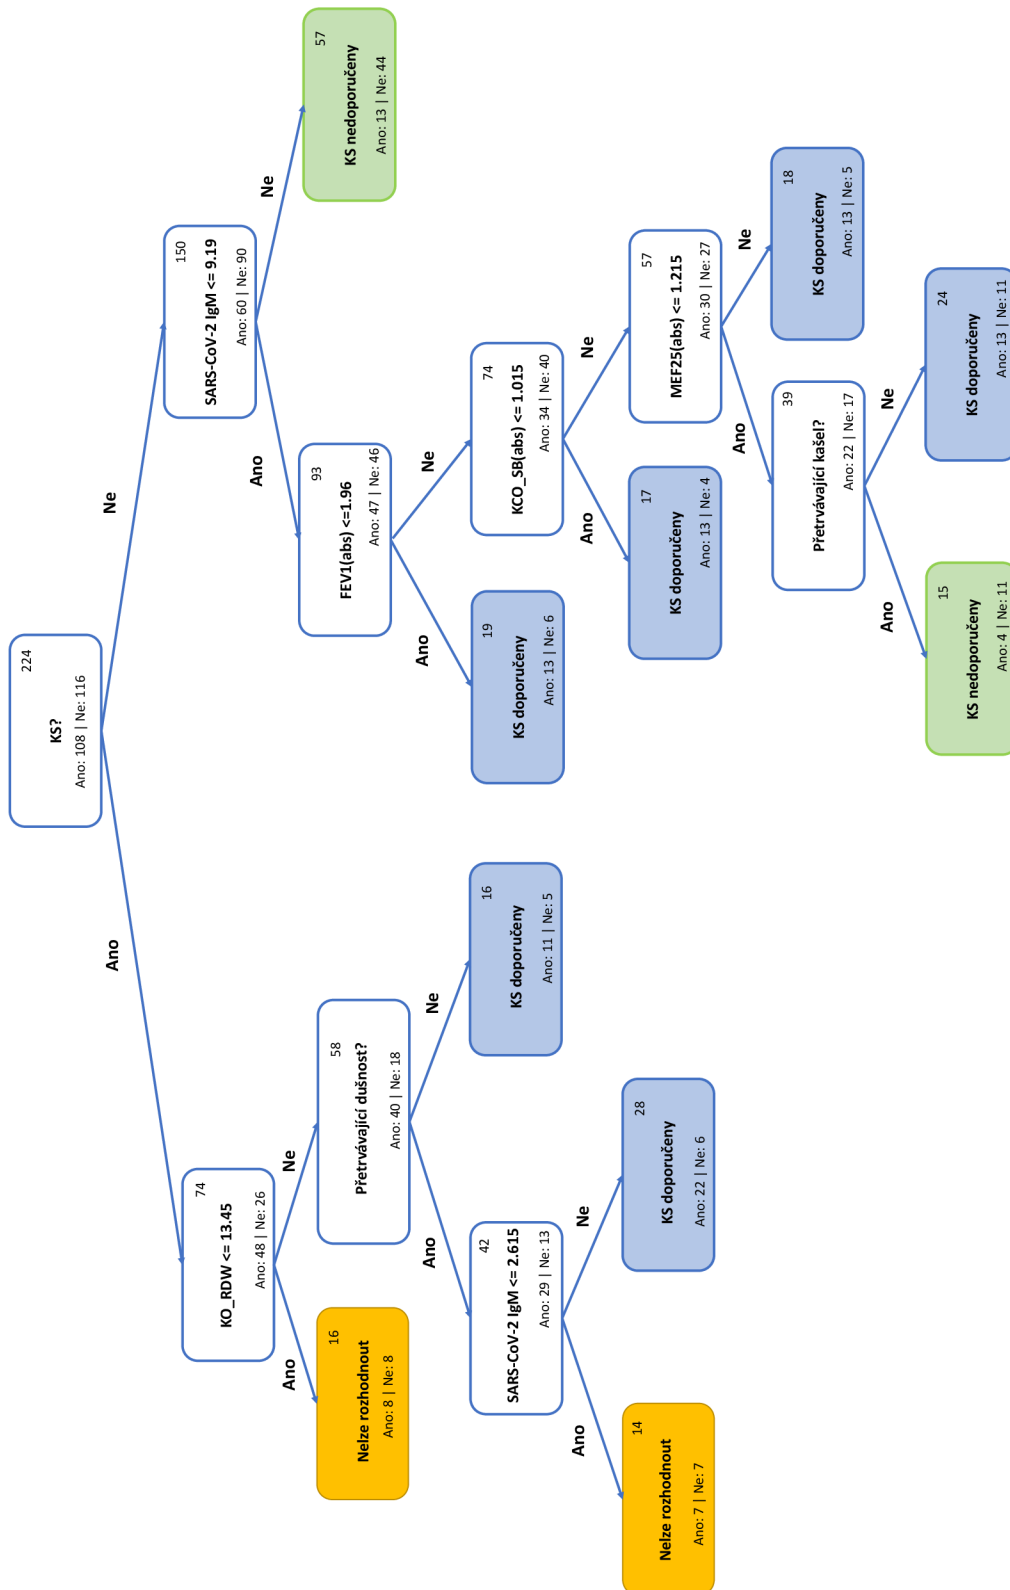 224
KS?
Ano: 108 | Ne: 116
Ano
Ne
74
KO_RDW <= 13.45
Ano: 48 | Ne: 26
150
SARS-CoV-2 IgM <= 9.19
Ano: 60 | Ne: 90
Ano
Ne
Ano
Ne
16
Nelze rozhodnout
Ano: 8 | Ne: 8
58
Přetrvávající dušnost?
Ano: 40 | Ne: 18
93
FEV1(abs) <=1.96
Ano: 47 | Ne: 46
57
KS nedoporučeny
Ano: 13 | Ne: 44
Ano
Ne
Ano
Ne
42
SARS-CoV-2 IgM <= 2.615
Ano: 29 | Ne: 13
16
KS doporučeny
Ano: 11 | Ne: 5
19
KS doporučeny
Ano: 13 | Ne: 6
74
KCO_SB(abs) <= 1.015
Ano: 34 | Ne: 40
Ano
Ne
Ano
Ne
14
Nelze rozhodnout
Ano: 7 | Ne: 7
28
KS doporučeny
Ano: 22 | Ne: 6
17
KS doporučeny
Ano: 13 | Ne: 4
57
MEF25(abs) <= 1.215
Ano: 30 | Ne: 27
Ano
Ne
39
Přetrvávající kašel?
Ano: 22 | Ne: 17
18
KS doporučeny
Ano: 13 | Ne: 5
Ano
Ne
15
KS nedoporučeny
Ano: 4 | Ne: 11
24
KS doporučeny
Ano: 13 | Ne: 11